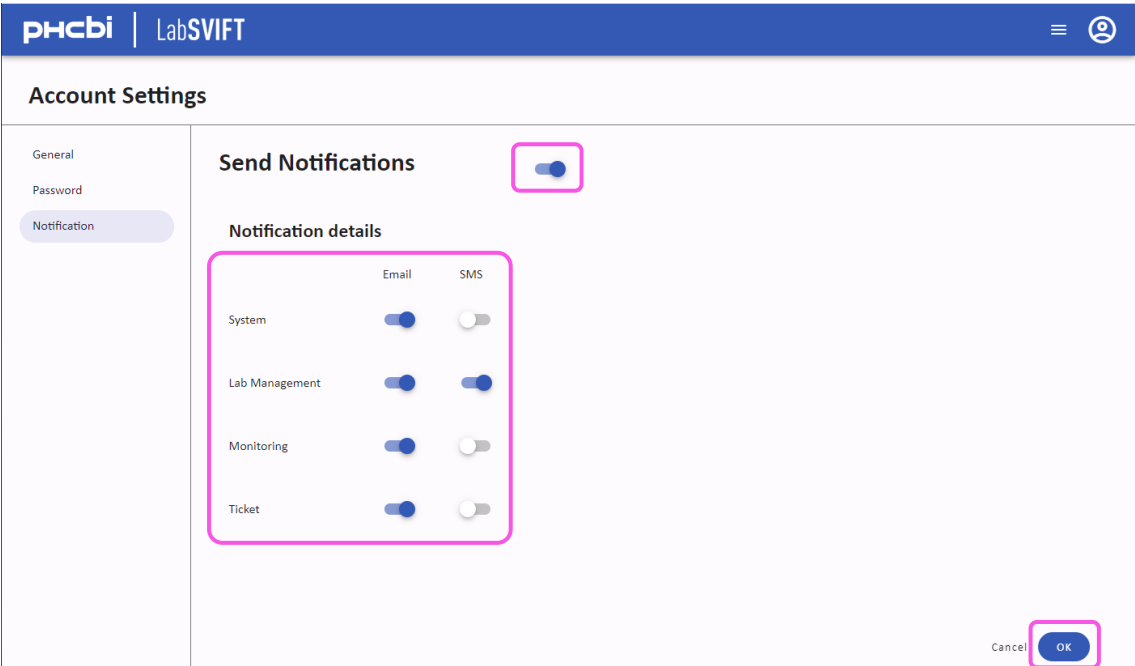 PHCbi | LabSVIFT
Account Settings
General
Password
Notification
Send Notifications
Notification details
Email SMS
System
Lab Management
Monitoring
Ticket
Cancel OK